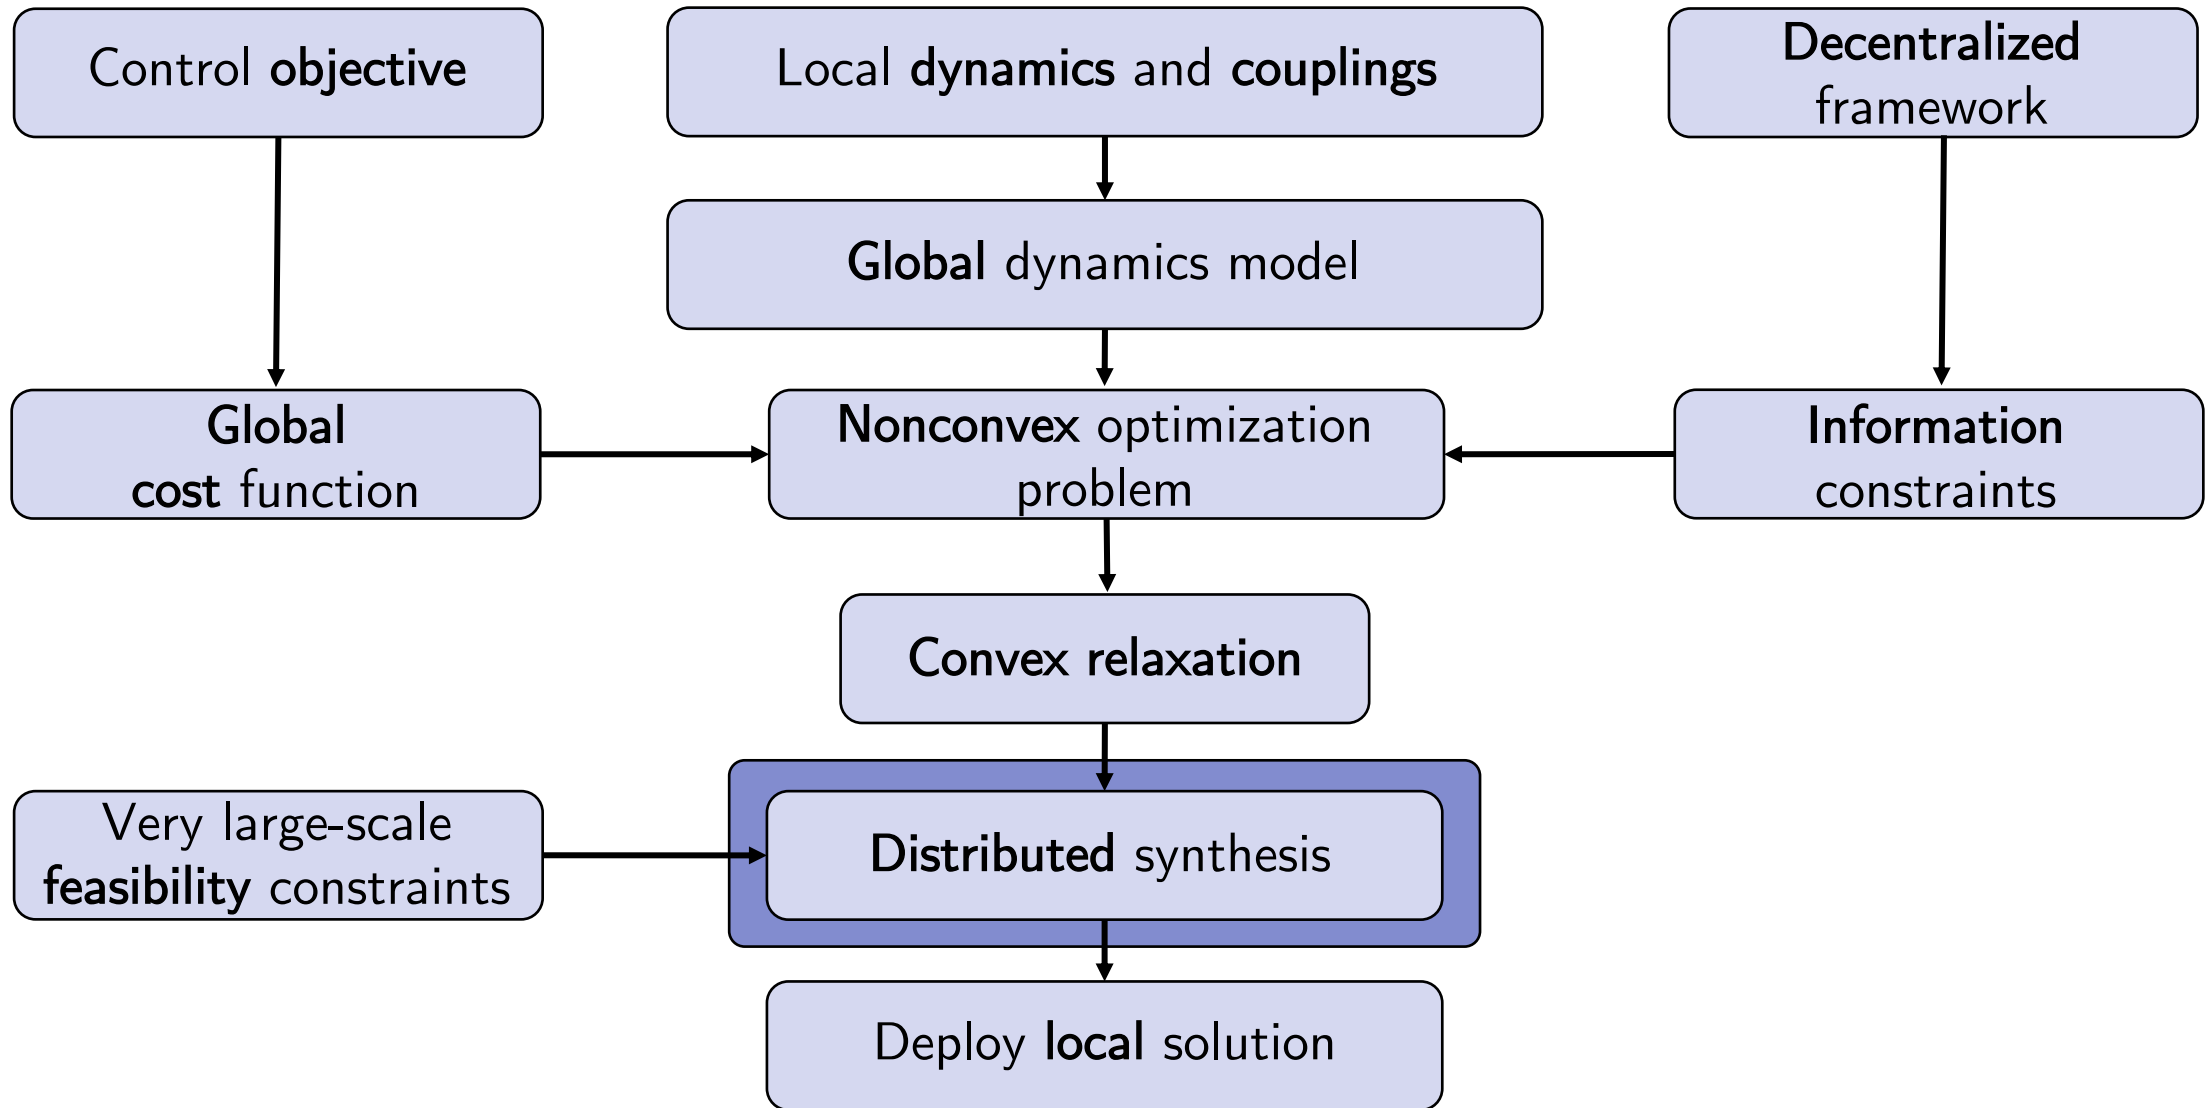 Control objective
Local dynamics and couplings
Decentralized
framework
Global dynamics model
Global
cost function
Nonconvex optimization
problem
Information
constraints
Convex relaxation
Very large-scale
feasibility constraints
Distributed synthesis
Deploy local solution